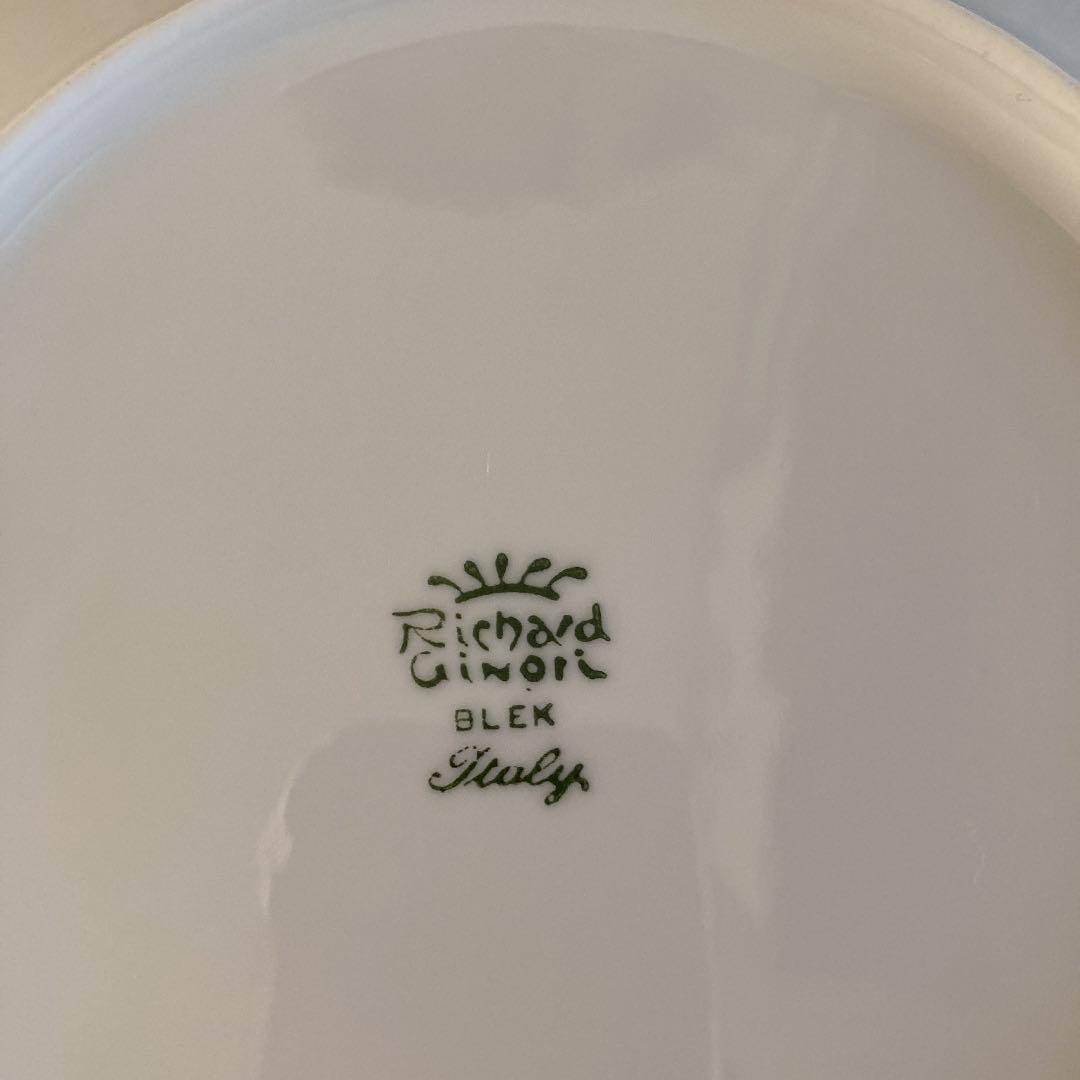 Richard
Ginori
BLEK
Italy